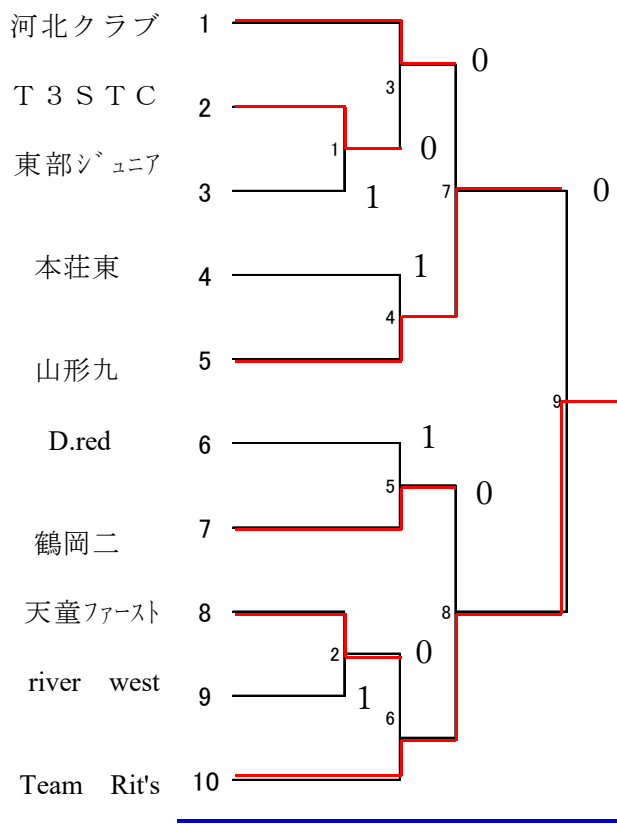 河北クラブ 1
0
3
Ｔ３ＳＴＣ 2
1 0
東部ｼﾞｭﾆｱ 3 1 7 0
本荘東 4 1
4
山形九 5
9
D.red 6 1
5 0
鶴岡二 7
天童ﾌｧｰｽﾄ 8 8
2 0
river west 9 1
6
Team Rit's 10